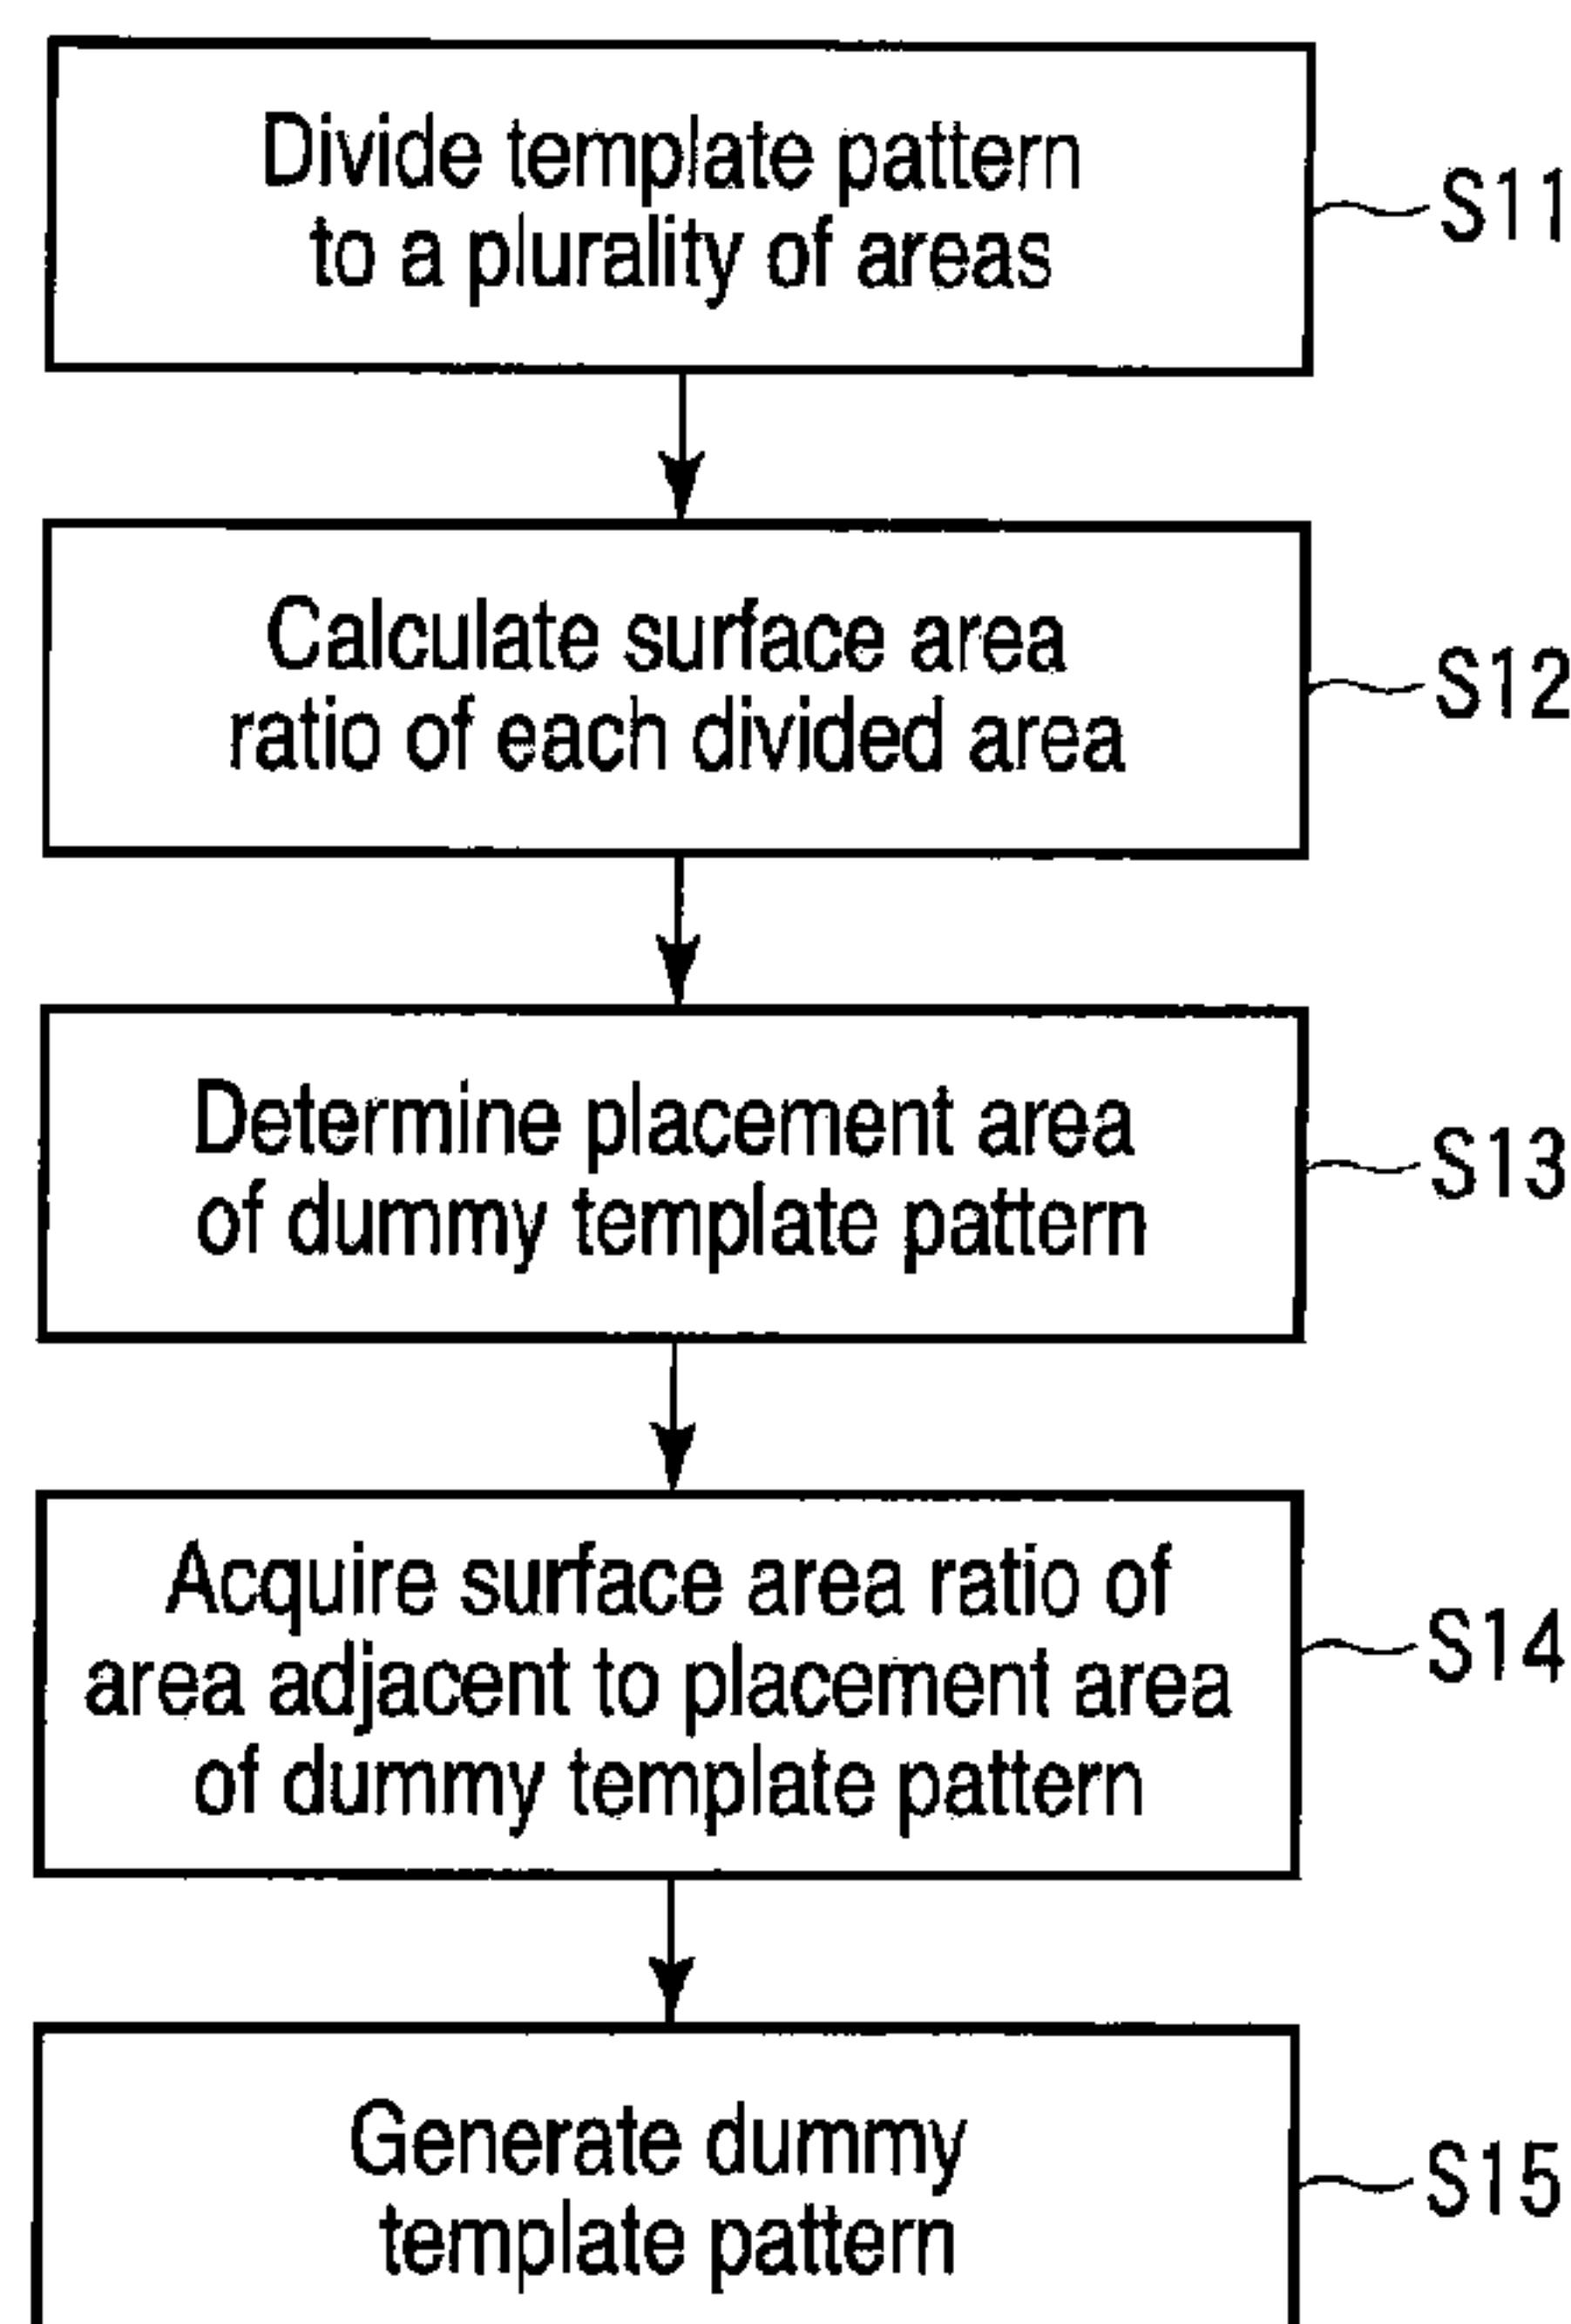 Divide template pattern
to a plurality of areas
S11
Calculate surface area
ratio of each divided area
S12
Determine placement area
of dummy template pattern
S13
Acquire surface area ratio of
area adjacent to placement area
of dummy template pattern
S14
Generate dummy
template pattern
S15